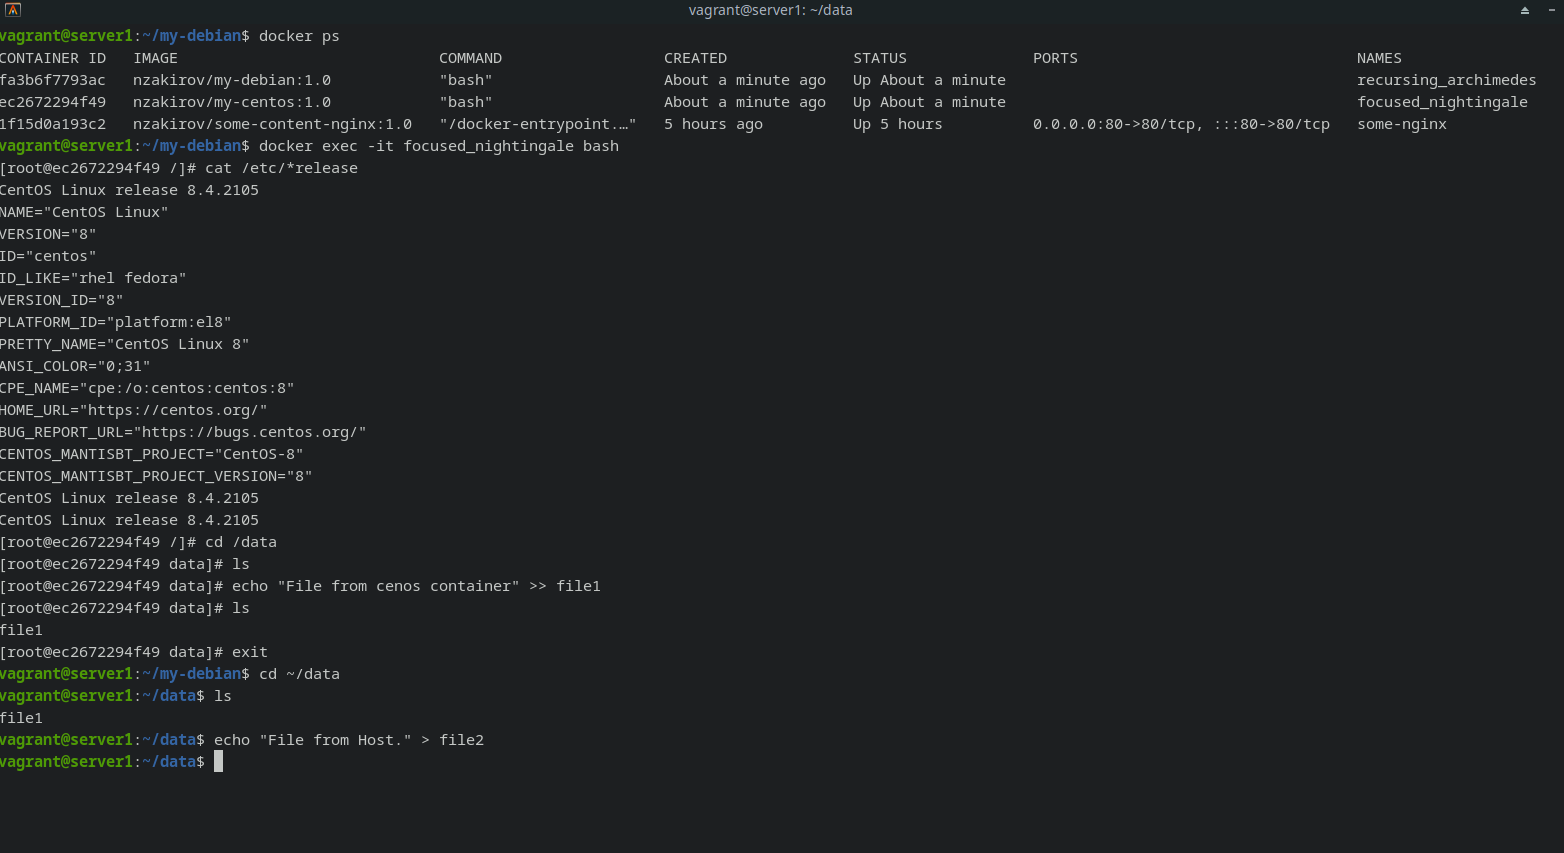 vagrant@server1: ~/data
vagrant@server1:~/my-debian$ docker ps
CONTAINER ID   IMAGE                             COMMAND                  CREATED              STATUS              PORTS                               NAMES
fa3b6f7793ac   nzakirov/my-debian:1.0            "bash"                   About a minute ago   Up About a minute                                       recursing_archimedes
ec2672294f49   nzakirov/my-centos:1.0            "bash"                   About a minute ago   Up About a minute                                       focused_nightingale
1f15d0a193c2   nzakirov/some-content-nginx:1.0   "/docker-entrypoint.…"   5 hours ago          Up 5 hours          0.0.0.0:80->80/tcp, :::80->80/tcp   some-nginx
vagrant@server1:~/my-debian$ docker exec -it focused_nightingale bash
[root@ec2672294f49 /]# cat /etc/*release
CentOS Linux release 8.4.2105
NAME="CentOS Linux"
VERSION="8"
ID="centos"
ID_LIKE="rhel fedora"
VERSION_ID="8"
PLATFORM_ID="platform:el8"
PRETTY_NAME="CentOS Linux 8"
ANSI_COLOR="0;31"
CPE_NAME="cpe:/o:centos:centos:8"
HOME_URL="https://centos.org/"
BUG_REPORT_URL="https://bugs.centos.org/"
CENTOS_MANTISBT_PROJECT="CentOS-8"
CENTOS_MANTISBT_PROJECT_VERSION="8"
CentOS Linux release 8.4.2105
CentOS Linux release 8.4.2105
[root@ec2672294f49 /]# cd /data
[root@ec2672294f49 data]# ls
[root@ec2672294f49 data]# echo "File from cenos container" >> file1
[root@ec2672294f49 data]# ls
file1
[root@ec2672294f49 data]# exit
vagrant@server1:~/my-debian$ cd ~/data
vagrant@server1:~/data$ ls
file1
vagrant@server1:~/data$ echo "File from Host." > file2
vagrant@server1:~/data$